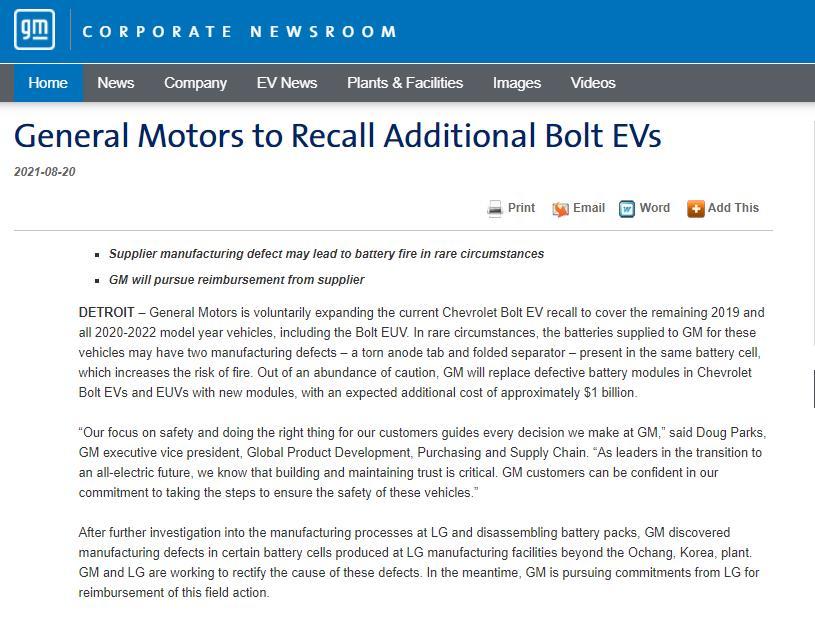 gm
CORPORATE NEWSROOM
Home News Company EV News Plants & Facilities Images Videos
General Motors to Recall Additional Bolt EVs
2021-08-20
Print Email W Word Add This
▪ Supplier manufacturing defect may lead to battery fire in rare circumstances
▪ GM will pursue reimbursement from supplier
DETROIT – General Motors is voluntarily expanding the current Chevrolet Bolt EV recall to cover the remaining 2019 and
all 2020-2022 model year vehicles, including the Bolt EUV. In rare circumstances, the batteries supplied to GM for these
vehicles may have two manufacturing defects – a torn anode tab and folded separator – present in the same battery cell,
which increases the risk of fire. Out of an abundance of caution, GM will replace defective battery modules in Chevrolet
Bolt EVs and EUVs with new modules, with an expected additional cost of approximately $1 billion.
“Our focus on safety and doing the right thing for our customers guides every decision we make at GM,” said Doug Parks,
GM executive vice president, Global Product Development, Purchasing and Supply Chain. “As leaders in the transition to
an all-electric future, we know that building and maintaining trust is critical. GM customers can be confident in our
commitment to taking the steps to ensure the safety of these vehicles.”
After further investigation into the manufacturing processes at LG and disassembling battery packs, GM discovered
manufacturing defects in certain battery cells produced at LG manufacturing facilities beyond the Ochang, Korea, plant.
GM and LG are working to rectify the cause of these defects. In the meantime, GM is pursuing commitments from LG for
reimbursement of this field action.